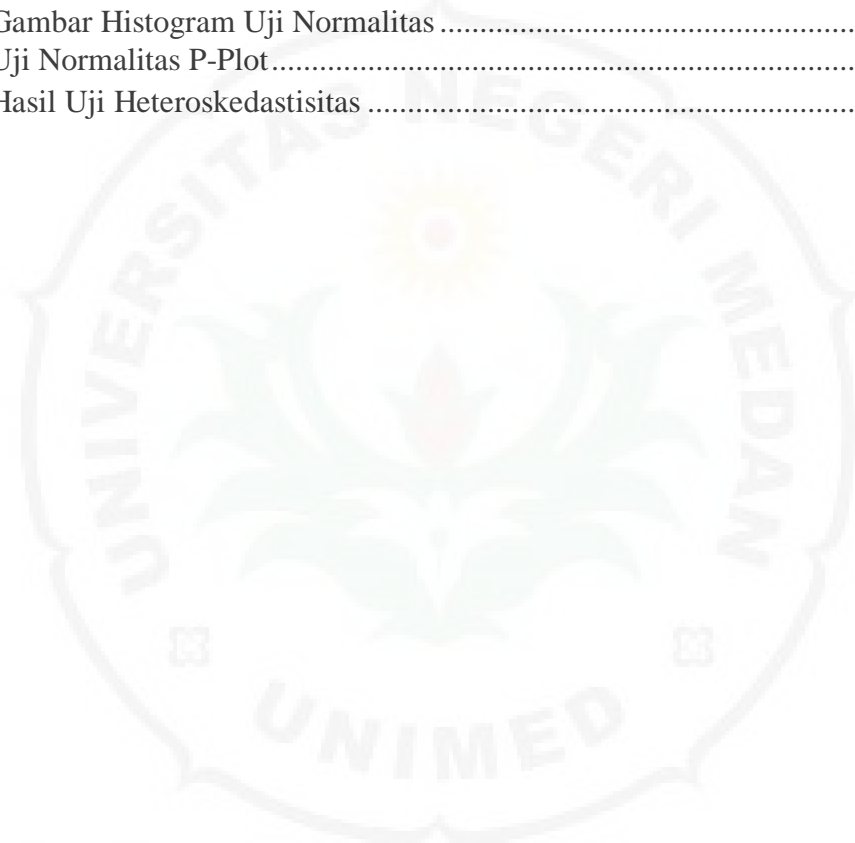 Gambar Histogram Uji Normalitas ....................................................
Uji Normalitas P-Plot.........................................................................
Hasil Uji Heteroskedastisitas .............................................................
UNIVERSITAS NEGERI MEDAN
UNIMED